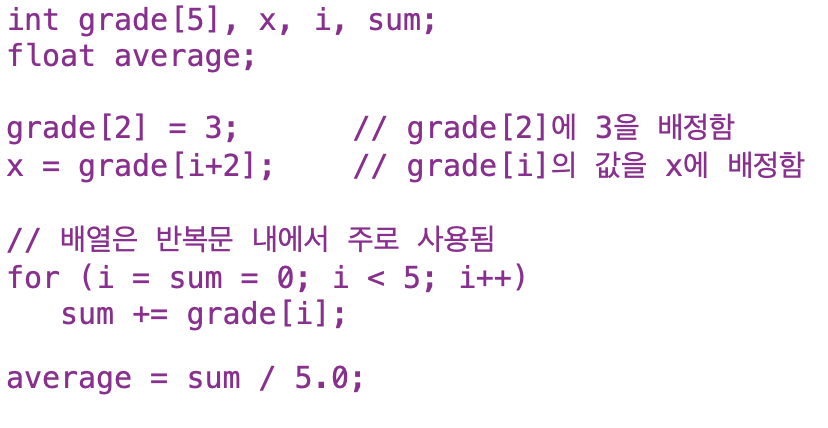 int grade[5], x, i, sum;
float average;
grade[2] = 3;      // grade[2]에 3을 배정함
x = grade[i+2];    // grade[i]의 값을 x에 배정함
// 배열은 반복문 내에서 주로 사용됨
for (i = sum = 0; i < 5; i++)
   sum += grade[i];
average = sum / 5.0;